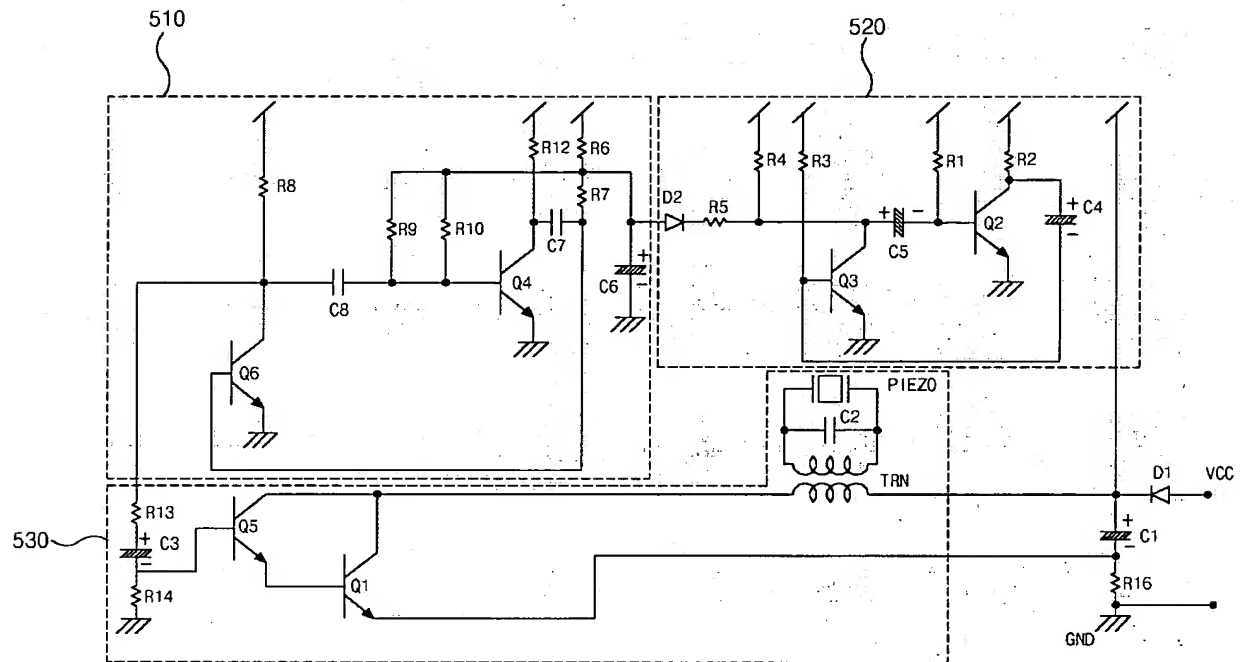 510
520
R12
R6
R4
R3
R1
R2
R8
R7
D2
R5
C4
R9
R10
C7
C5
Q2
C6
Q4
Q3
C8
Q6
PIEZO
C2
TRN
D1
VCC
R13
Q5
530
C3
C1
Q1
R14
R16
GND